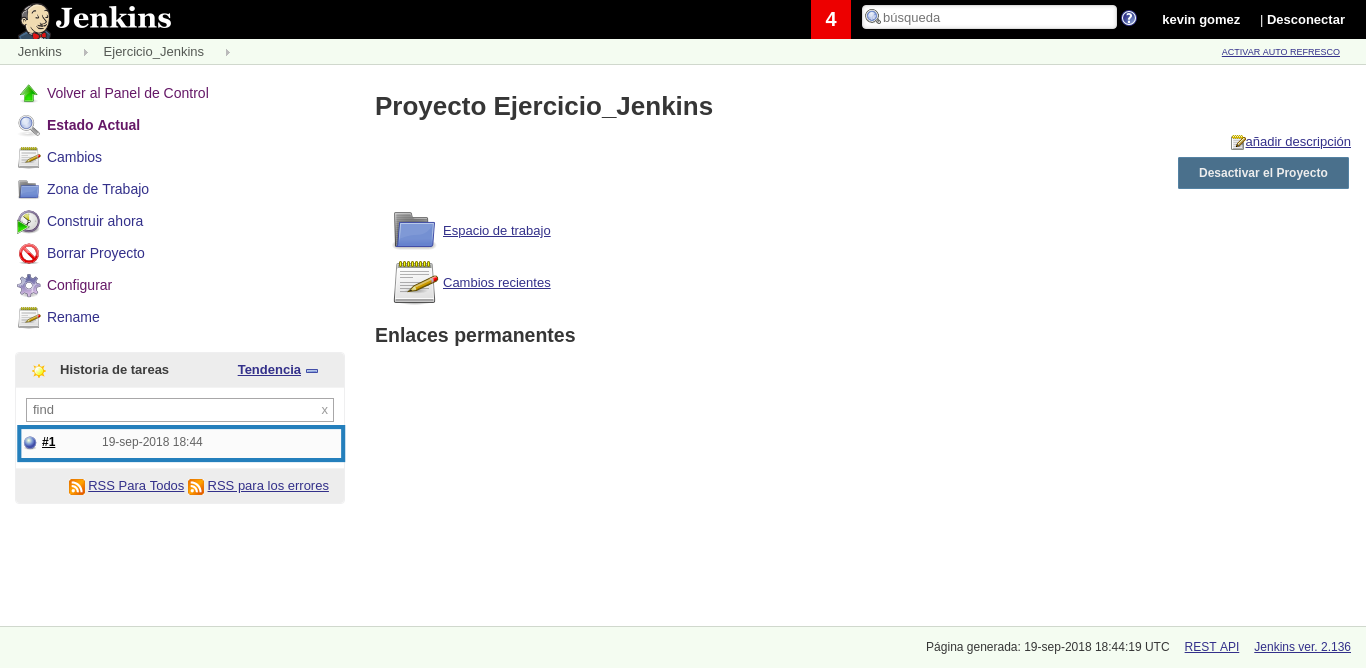 Jenkins
4
búsqueda
kevin gomez
| Desconectar
Jenkins
Ejercicio_Jenkins
ACTIVAR AUTO REFRESCO
Volver al Panel de Control
Estado Actual
Cambios
Zona de Trabajo
Construir ahora
Borrar Proyecto
Configurar
Rename
Historia de tareas
Tendencia
find
x
#1
19-sep-2018 18:44
RSS Para Todos
RSS para los errores
Proyecto Ejercicio_Jenkins
añadir descripción
Desactivar el Proyecto
Espacio de trabajo
Cambios recientes
Enlaces permanentes
Página generada: 19-sep-2018 18:44:19 UTC
REST API
Jenkins ver. 2.136